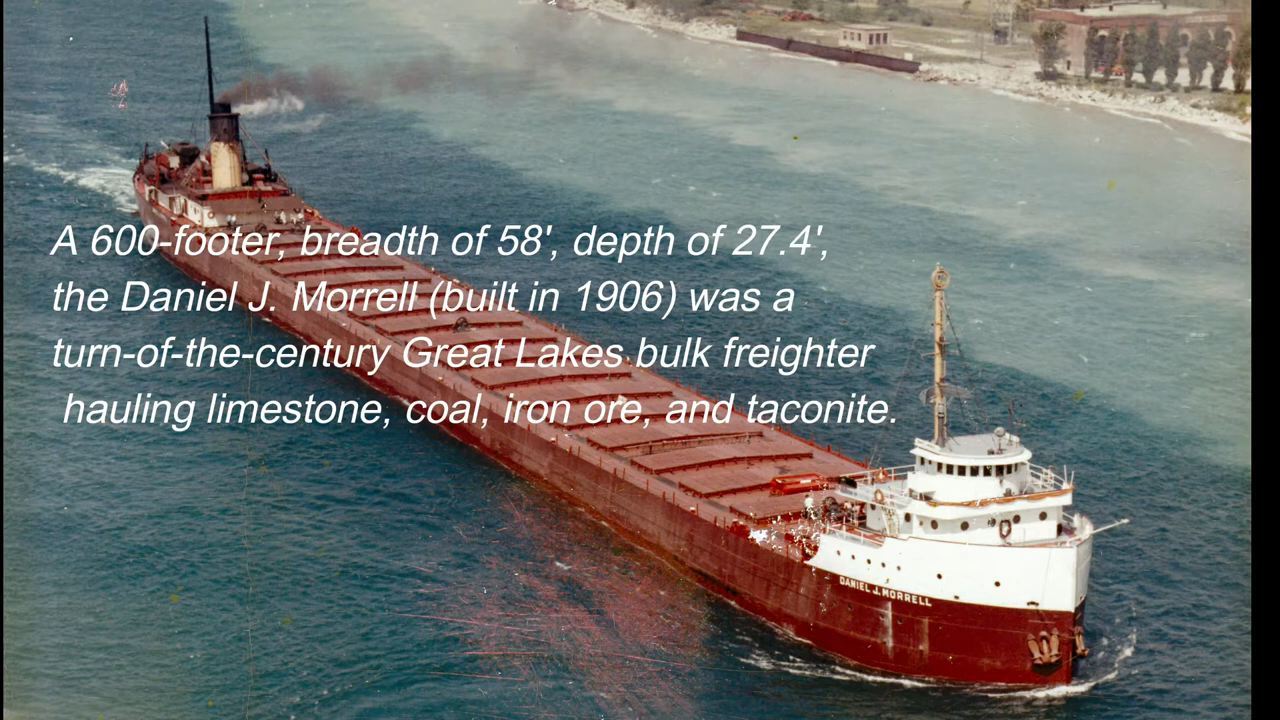 A 600-footer, breadth of 58', depth of 27.4',
the Daniel J. Morrell (built in 1906) was a
turn-of-the-century Great Lakes bulk freighter
hauling limestone, coal, iron ore, and taconite.
DANIEL J. MORRELL